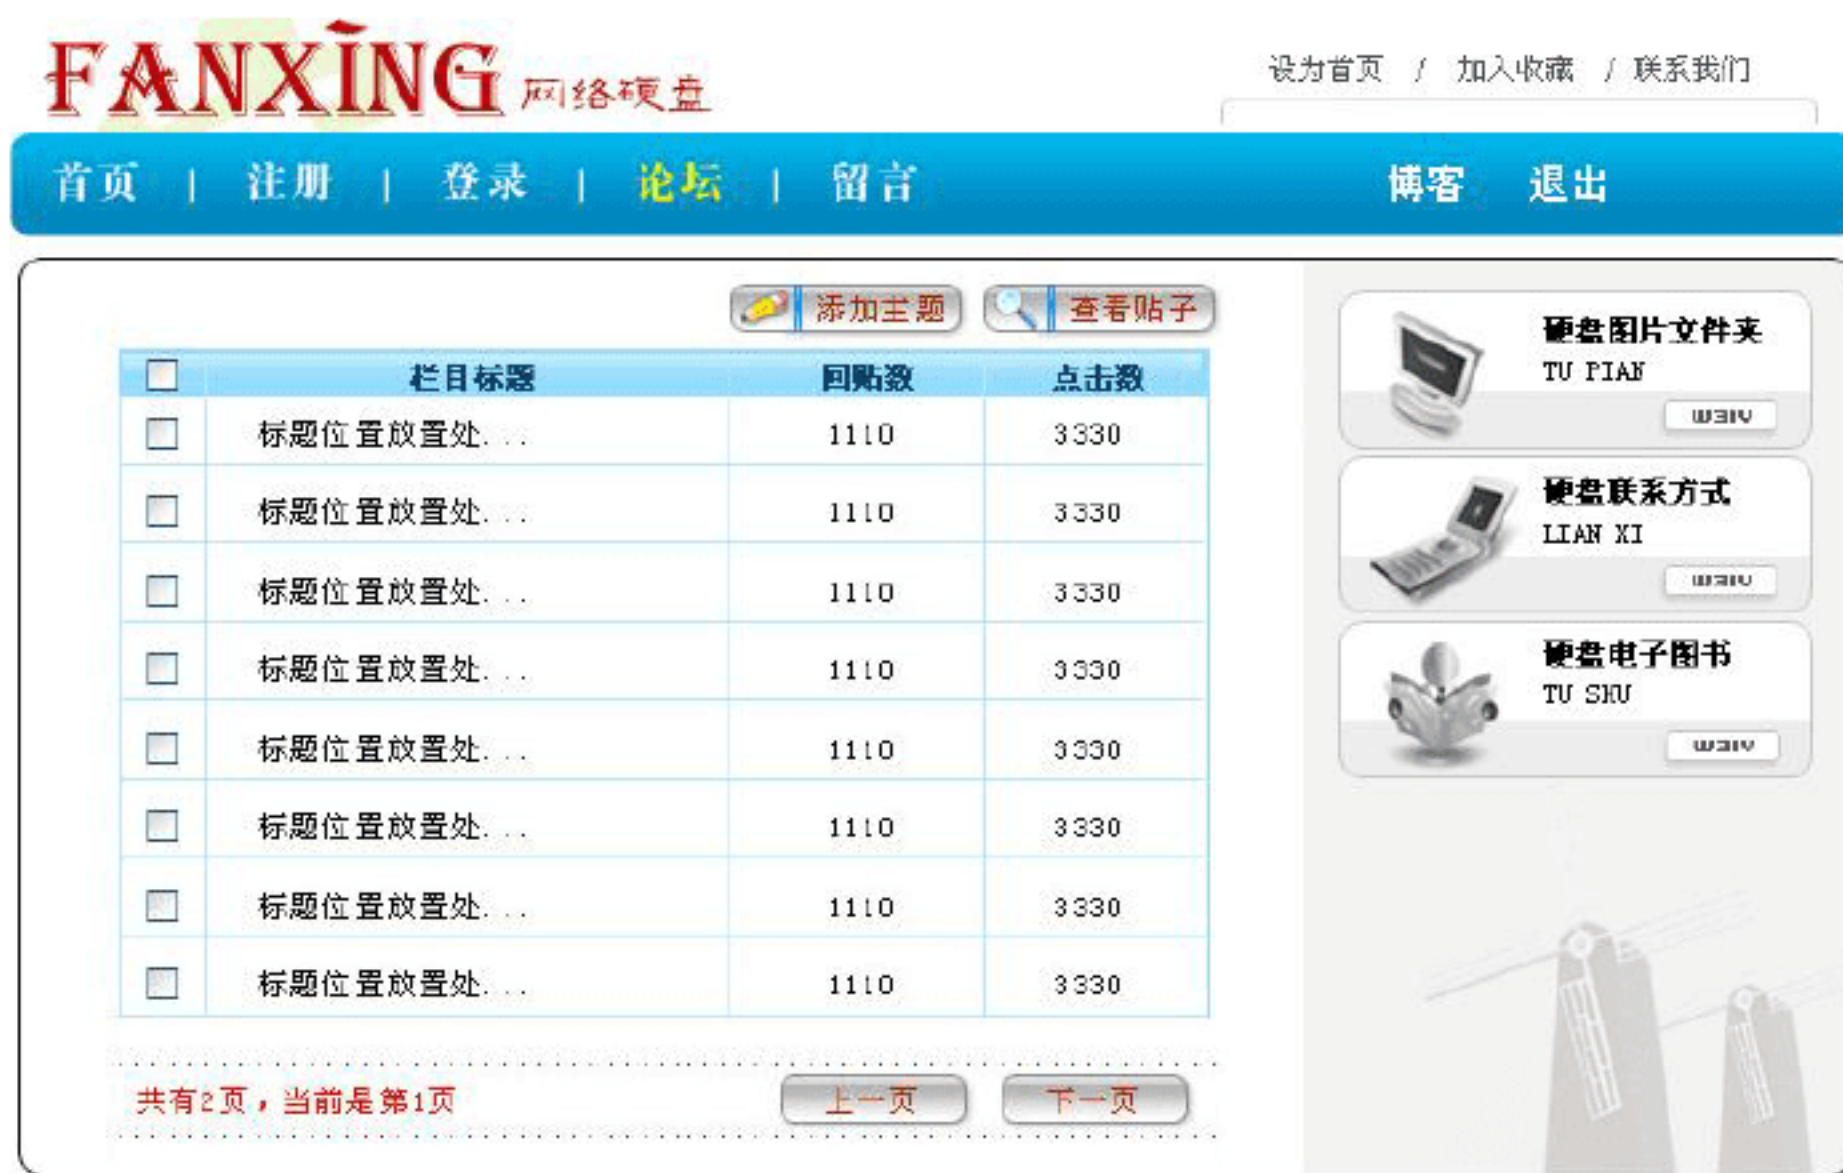 FANXING 网络硬盘
设为首页 / 加入收藏 / 联系我们
首页 | 注册 | 登录 | 论坛 | 留言 博客 退出
添加主题 查看贴子
栏目标题 回贴数 点击数
标题位置放置处... 1110 3330
标题位置放置处... 1110 3330
标题位置放置处... 1110 3330
标题位置放置处... 1110 3330
标题位置放置处... 1110 3330
标题位置放置处... 1110 3330
标题位置放置处... 1110 3330
标题位置放置处... 1110 3330
共有2页，当前是第1页 上一页 下一页
硬盘图片文件夹
TU PIAN
VIEW
硬盘联系方式
LIAN XI
VIEW
硬盘电子图书
TU SHU
VIEW